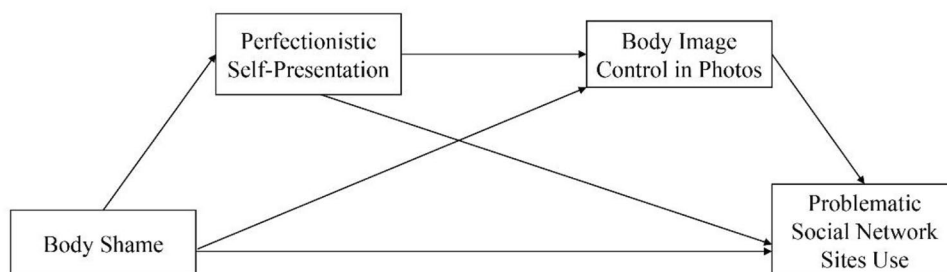 Perfectionistic
Self-Presentation
Body Image
Control in Photos
Body Shame
Problematic
Social Network
Sites Use